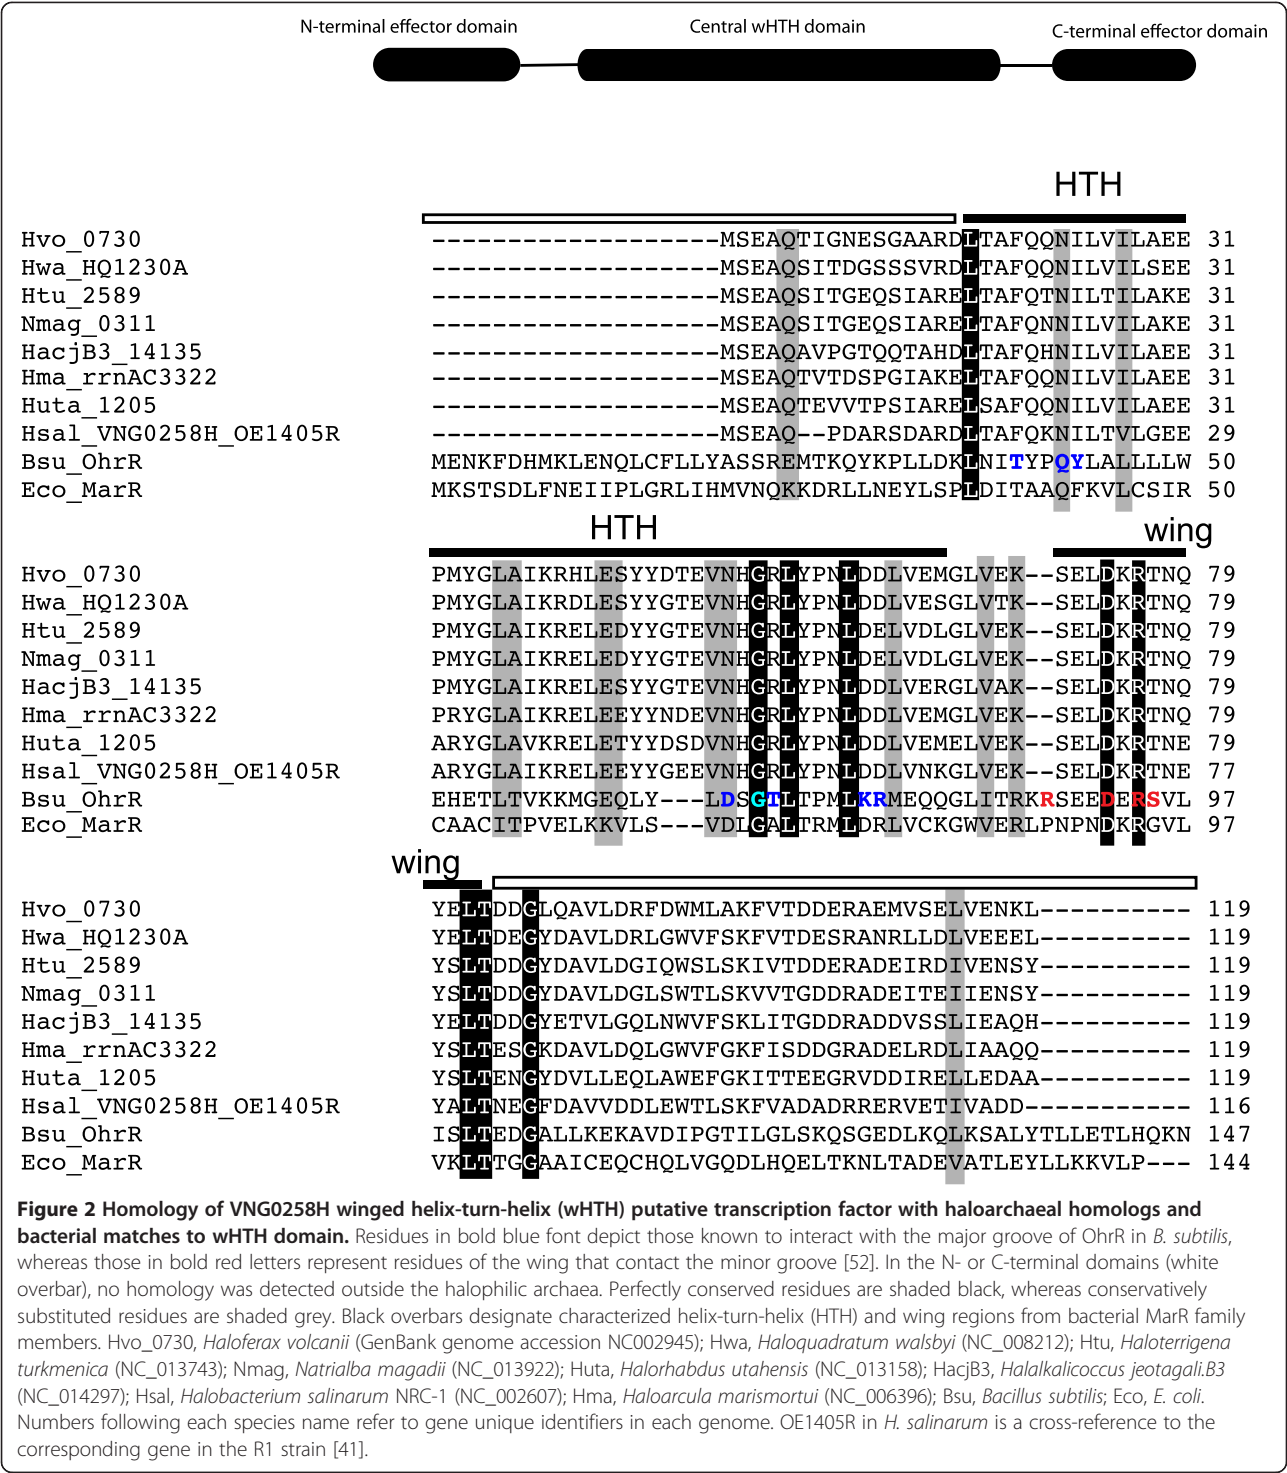 N-terminal effector domain
Central wHTH domain
C-terminal effector domain
HTH
Hvo_0730 -------------------MSEAQTIGNESGAARDLTAFQQNILVILAEE 31
Hwa_HQ1230A -------------------MSEAQSITDGSSSVRDLTAFQQNILVILSEE 31
Htu_2589 -------------------MSEAQSITGEQSIARELTAFQTNILTILAKE 31
Nmag_0311 -------------------MSEAQSITGEQSIARELTAFQNNILVILAKE 31
HacjB3_14135 -------------------MSEAQAVPGTQQTAHDLTAFQHNILVILAEE 31
Hma_rrnAC3322 -------------------MSEAQTVTDSPGIAKELTAFQQNILVILAEE 31
Huta_1205 -------------------MSEAQTEVVTPSIARELSAFQQNILVILAEE 31
Hsal_VNG0258H_OE1405R -------------------MSEAQ--PDARSDARDLTAFQKNILTVLGEE 29
Bsu_OhrR MENKFDHMKLENQLCFLLYASSREMTKQYKPLLDKLNITYPQYLALLLLW 50
Eco_MarR MKSTSDLFNEIIPLGRLIHMVNQKKDRLLNEYLSPLDITAAQFKVLCSIR 50
HTH
wing
Hvo_0730 PMYGLAIKRHLESYYDTEVNHGRLYPNLDDLVEMGLVEK--SELDKRTNQ 79
Hwa_HQ1230A PMYGLAIKRDLESYYGTEVNHGRLYPNLDDLVESGLVTK--SELDKRTNQ 79
Htu_2589 PMYGLAIKRELEDYYGTEVNHGRLYPNLDELVDLGLVEK--SELDKRTNQ 79
Nmag_0311 PMYGLAIKRELEDYYGTEVNHGRLYPNLDELVDLGLVEK--SELDKRTNQ 79
HacjB3_14135 PMYGLAIKRELESYYGTEVNHGRLYPNLDDLVERGLVAK--SELDKRTNQ 79
Hma_rrnAC3322 PRYGLAIKRELEEYYNDEVNHGRLYPNLDDLVEMGLVEK--SELDKRTNQ 79
Huta_1205 ARYGLAVKRELETYYDSDVNHGRLYPNLDDLVEMELVEK--SELDKRTNE 79
Hsal_VNG0258H_OE1405R ARYGLAIKRELEEYYGEEVNHGRLYPNLDDLVNKGLVEK--SELDKRTNE 77
Bsu_OhrR EHETLTVKKMGEQLY---LDSGTLTPMLKRMEQQGLITRKRSEEDERSVL 97
Eco_MarR CAACITPVELKKVLS---VDLGALTRMLDRLVCKGWVERLPNPNDKRGVL 97
wing
Hvo_0730 YELTDDGLQAVLDRFDWMLAKFVTDDERAEMVSELVENKL---------- 119
Hwa_HQ1230A YELTDEGYDAVLDRLGWVFSKFVTDESRANRLLDLVEEEL---------- 119
Htu_2589 YSLTDDGYDAVLDGIQWSLSKIVTDDERADEIRDIVENSY---------- 119
Nmag_0311 YSLTDDGYDAVLDGLSWTLSKVVTGDDRADEITEIIENSY---------- 119
HacjB3_14135 YELTDDGYETVLGQLNWVFSKLITGDDRADDVSSLIEAQH---------- 119
Hma_rrnAC3322 YSLTESGKDAVLDQLGWVFGKFISDDGRADELRDLIAAQQ---------- 119
Huta_1205 YSLTENGYDVLLEQLAWEFGKITTEEGRVDDIRELLEDAA---------- 119
Hsal_VNG0258H_OE1405R YALTNEGFDAVVDDLEWTLSKFVADADRRERVETIVADD----------- 116
Bsu_OhrR ISLTEDGALLKEKAVDIPGTILGLSKQSGEDLKQLKSALYTLLETLHQKN 147
Eco_MarR VKLTTGGAAICEQCHQLVGQDLHQELTKNLTADEVATLEYLLKKVLP--- 144
Figure 2 Homology of VNG0258H winged helix-turn-helix (wHTH) putative transcription factor with haloarchaeal homologs and
bacterial matches to wHTH domain. Residues in bold blue font depict those known to interact with the major groove of OhrR in B. subtilis,
whereas those in bold red letters represent residues of the wing that contact the minor groove [52]. In the N- or C-terminal domains (white
overbar), no homology was detected outside the halophilic archaea. Perfectly conserved residues are shaded black, whereas conservatively
substituted residues are shaded grey. Black overbars designate characterized helix-turn-helix (HTH) and wing regions from bacterial MarR family
members. Hvo_0730, Haloferax volcanii (GenBank genome accession NC002945); Hwa, Haloquadratum walsbyi (NC_008212); Htu, Haloterrigena
turkmenica (NC_013743); Nmag, Natrialba magadii (NC_013922); Huta, Halorhabdus utahensis (NC_013158); HacjB3, Halalkalicoccus jeotagali.B3
(NC_014297); Hsal, Halobacterium salinarum NRC-1 (NC_002607); Hma, Haloarcula marismortui (NC_006396); Bsu, Bacillus subtilis; Eco, E. coli.
Numbers following each species name refer to gene unique identifiers in each genome. OE1405R in H. salinarum is a cross-reference to the
corresponding gene in the R1 strain [41].